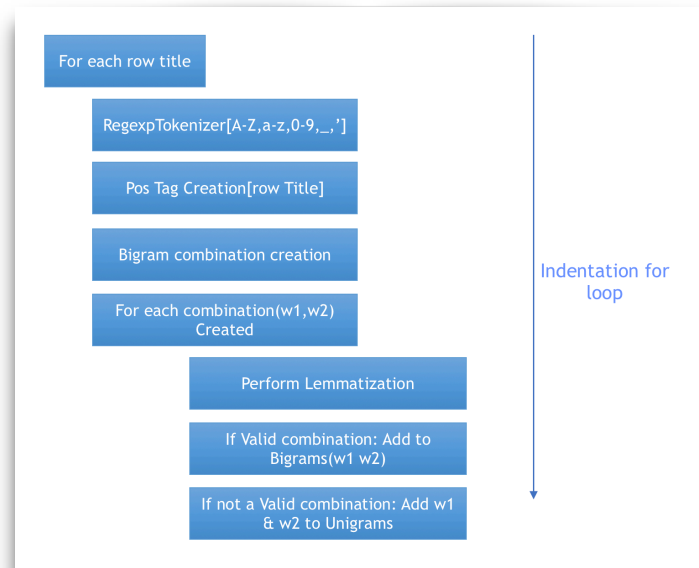 For each row title
RegexpTokenizer[A-Z,a-z,0-9,_,’]
Pos Tag Creation[row Title]
Bigram combination creation
For each combination(w1,w2)
Created
Perform Lemmatization
If Valid combination: Add to
Bigrams(w1 w2)
If not a Valid combination: Add w1
& w2 to Unigrams
Indentation for
loop